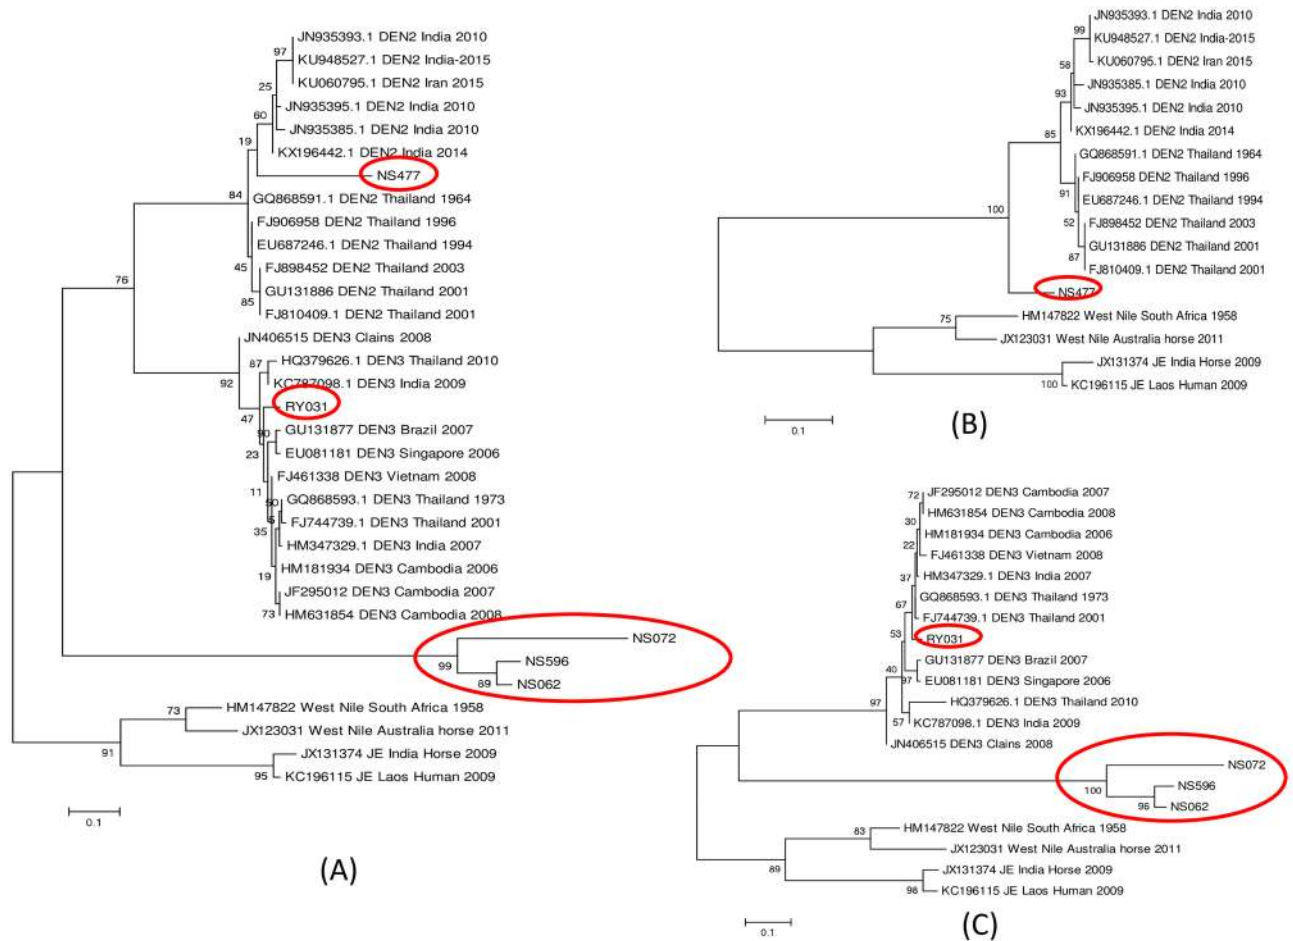 JN935393.1 DEN2 India 2010
97
KU948527.1 DEN2 India-2015
KU060795.1 DEN2 Iran 2015
25
JN935395.1 DEN2 India 2010
60
JN935385.1 DEN2 India 2010
19
KX196442.1 DEN2 India 2014
NS477
84
GQ868591.1 DEN2 Thailand 1964
FJ906958 DEN2 Thailand 1996
EU687246.1 DEN2 Thailand 1994
45
FJ898452 DEN2 Thailand 2003
76
GU131886 DEN2 Thailand 2001
85
FJ810409.1 DEN2 Thailand 2001
JN406515 DEN3 Clains 2008
87
HQ379626.1 DEN3 Thailand 2010
92
KC787098.1 DEN3 India 2009
RY031
47
90
GU131877 DEN3 Brazil 2007
23
EU081181 DEN3 Singapore 2006
FJ461338 DEN3 Vietnam 2008
11
GQ868593.1 DEN3 Thailand 1973
FJ744739.1 DEN3 Thailand 2001
35
HM347329.1 DEN3 India 2007
HM181934 DEN3 Cambodia 2006
19
JF295012 DEN3 Cambodia 2007
73
HM631854 DEN3 Cambodia 2008
NS072
99
NS596
89
NS062
HM147822 West Nile South Africa 1958
73
JX123031 West Nile Australia horse 2011
91
JX131374 JE India Horse 2009
95
KC196115 JE Laos Human 2009
0.1
(A)
JN935393.1 DEN2 India 2010
99
KU948527.1 DEN2 India-2015
KU060795.1 DEN2 Iran 2015
58
JN935385.1 DEN2 India 2010
93
JN935395.1 DEN2 India 2010
85
KX196442.1 DEN2 India 2014
GQ868591.1 DEN2 Thailand 1964
FJ906958 DEN2 Thailand 1996
91
EU687246.1 DEN2 Thailand 1994
100
52
FJ898452 DEN2 Thailand 2003
GU131886 DEN2 Thailand 2001
87
FJ810409.1 DEN2 Thailand 2001
NS477
HM147822 West Nile South Africa 1958
75
JX123031 West Nile Australia horse 2011
JX131374 JE India Horse 2009
100
KC196115 JE Laos Human 2009
0.1
(B)
72
JF295012 DEN3 Cambodia 2007
HM631854 DEN3 Cambodia 2008
30
HM181934 DEN3 Cambodia 2006
22
FJ461338 DEN3 Vietnam 2008
37
HM347329.1 DEN3 India 2007
GQ868593.1 DEN3 Thailand 1973
67
FJ744739.1 DEN3 Thailand 2001
53
RY031
GU131877 DEN3 Brazil 2007
40
97
EU081181 DEN3 Singapore 2006
HQ379626.1 DEN3 Thailand 2010
97
57
KC787098.1 DEN3 India 2009
JN406515 DEN3 Clains 2008
NS072
100
NS596
96
NS062
HM147822 West Nile South Africa 1958
83
JX123031 West Nile Australia horse 2011
89
JX131374 JE India Horse 2009
98
KC196115 JE Laos Human 2009
0.1
(C)